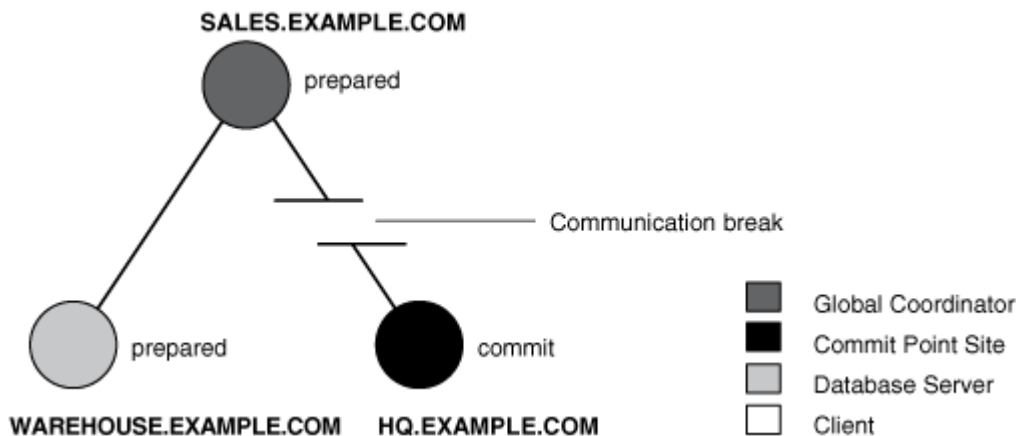 SALES.EXAMPLE.COM
prepared
Communication break
prepared
commit
WAREHOUSE.EXAMPLE.COM
HQ.EXAMPLE.COM
Global Coordinator
Commit Point Site
Database Server
Client